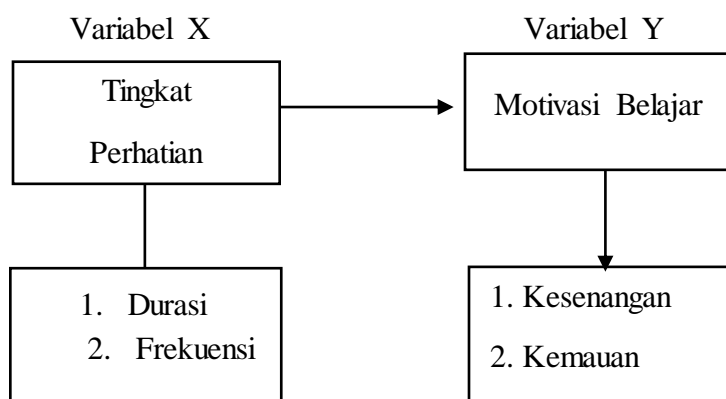 Variabel X
Variabel Y
Tingkat
Perhatian
Motivasi Belajar
1. Durasi
2. Frekuensi
1. Kesenangan
2. Kemauan